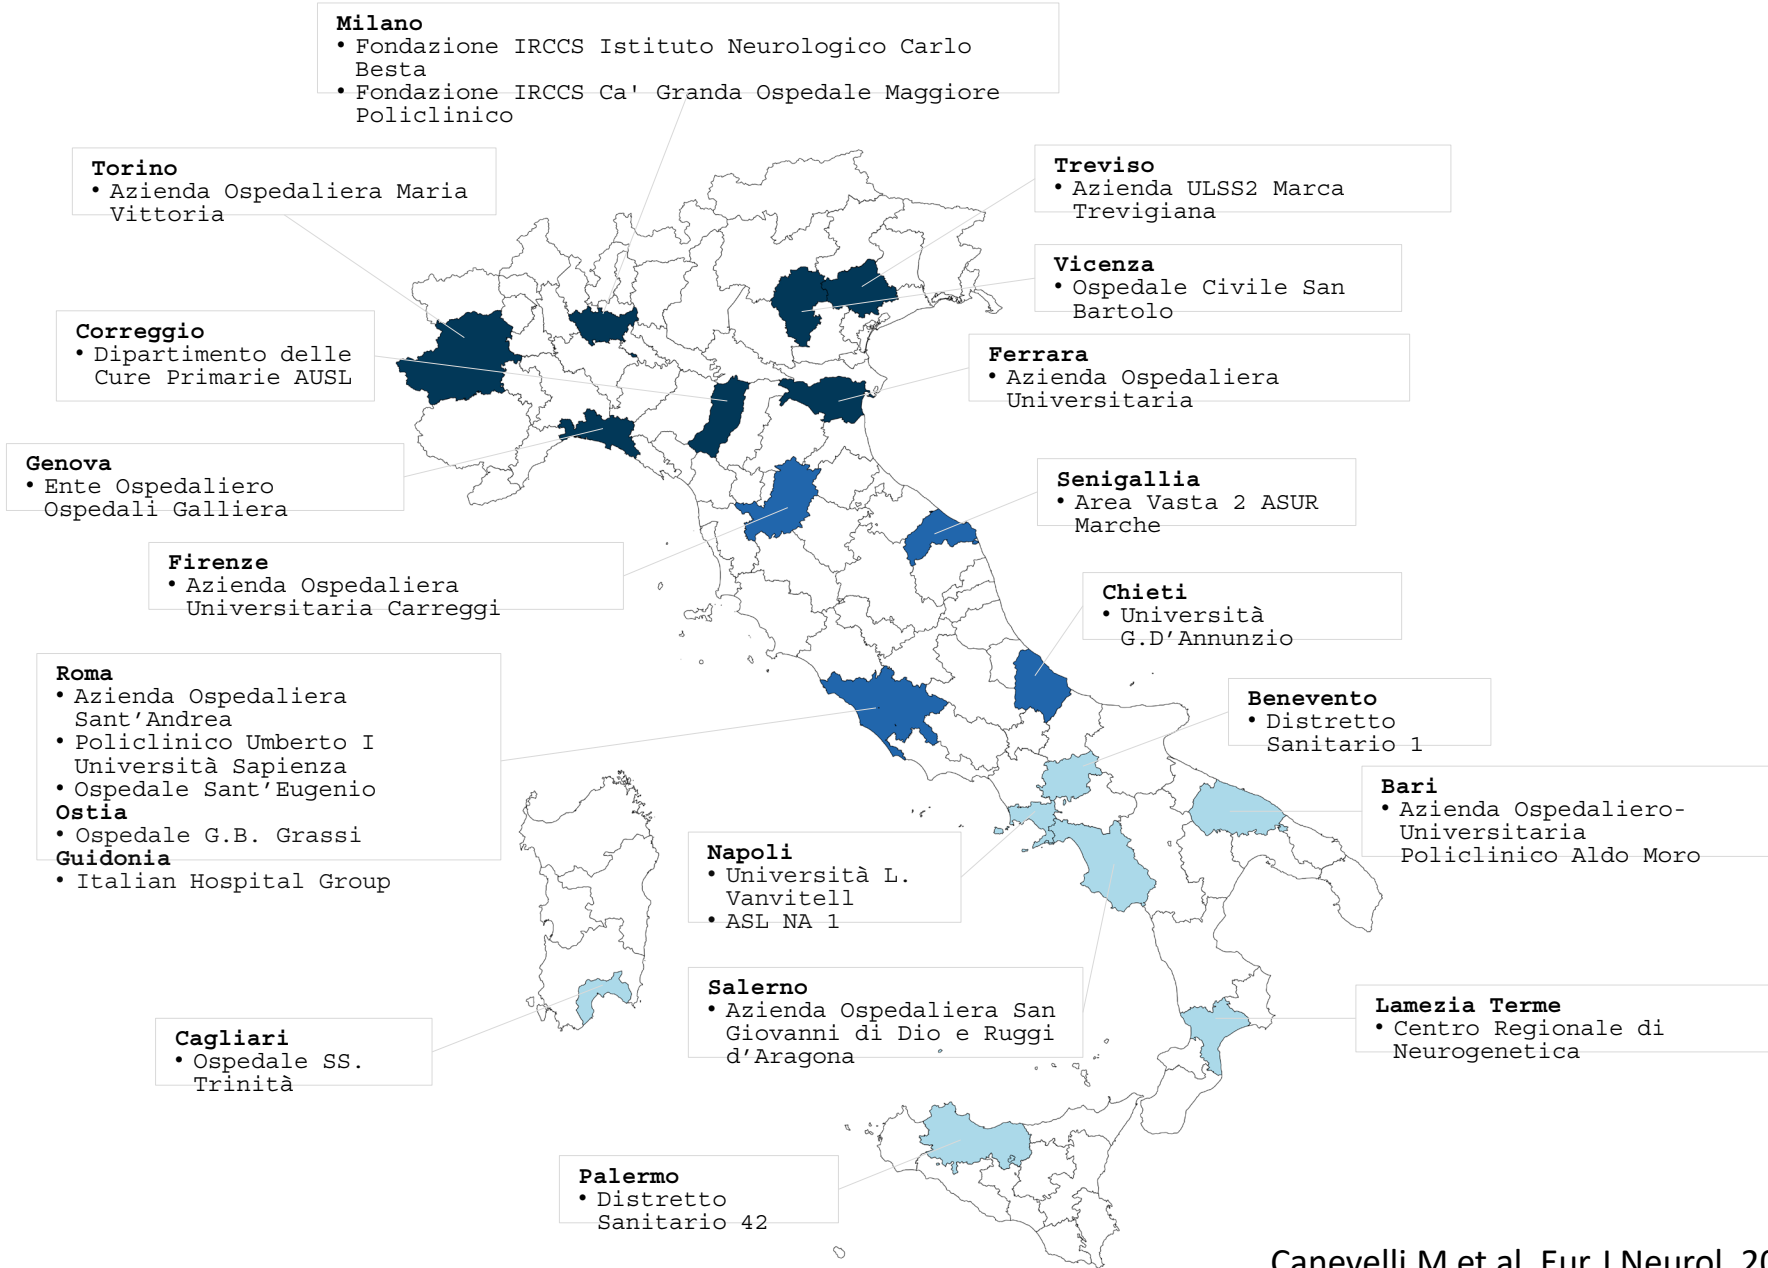 Milano
• Fondazione IRCCS Istituto Neurologico Carlo
Besta
• Fondazione IRCCS Ca' Granda Ospedale Maggiore
Policlinico
Torino
• Azienda Ospedaliera Maria
Vittoria
Treviso
• Azienda ULSS2 Marca
Trevigiana
Vicenza
• Ospedale Civile San
Bartolo
Correggio
• Dipartimento delle
Cure Primarie AUSL
Ferrara
• Azienda Ospedaliera
Universitaria
Genova
• Ente Ospedaliero
Ospedali Galliera
Senigallia
• Area Vasta 2 ASUR
Marche
Firenze
• Azienda Ospedaliera
Universitaria Carreggi
Chieti
• Università
G.D’Annunzio
Roma
• Azienda Ospedaliera
Sant’Andrea
• Policlinico Umberto I
Università Sapienza
• Ospedale Sant’Eugenio
Ostia
• Ospedale G.B. Grassi
Guidonia
• Italian Hospital Group
Benevento
• Distretto
Sanitario 1
Bari
• Azienda Ospedaliero-
Universitaria
Policlinico Aldo Moro
Napoli
• Università L.
Vanvitell
• ASL NA 1
Salerno
• Azienda Ospedaliera San
Giovanni di Dio e Ruggi
d’Aragona
Lamezia Terme
• Centro Regionale di
Neurogenetica
Cagliari
• Ospedale SS.
Trinità
Palermo
• Distretto
Sanitario 42
Canevelli M et al. Eur J Neurol. 20